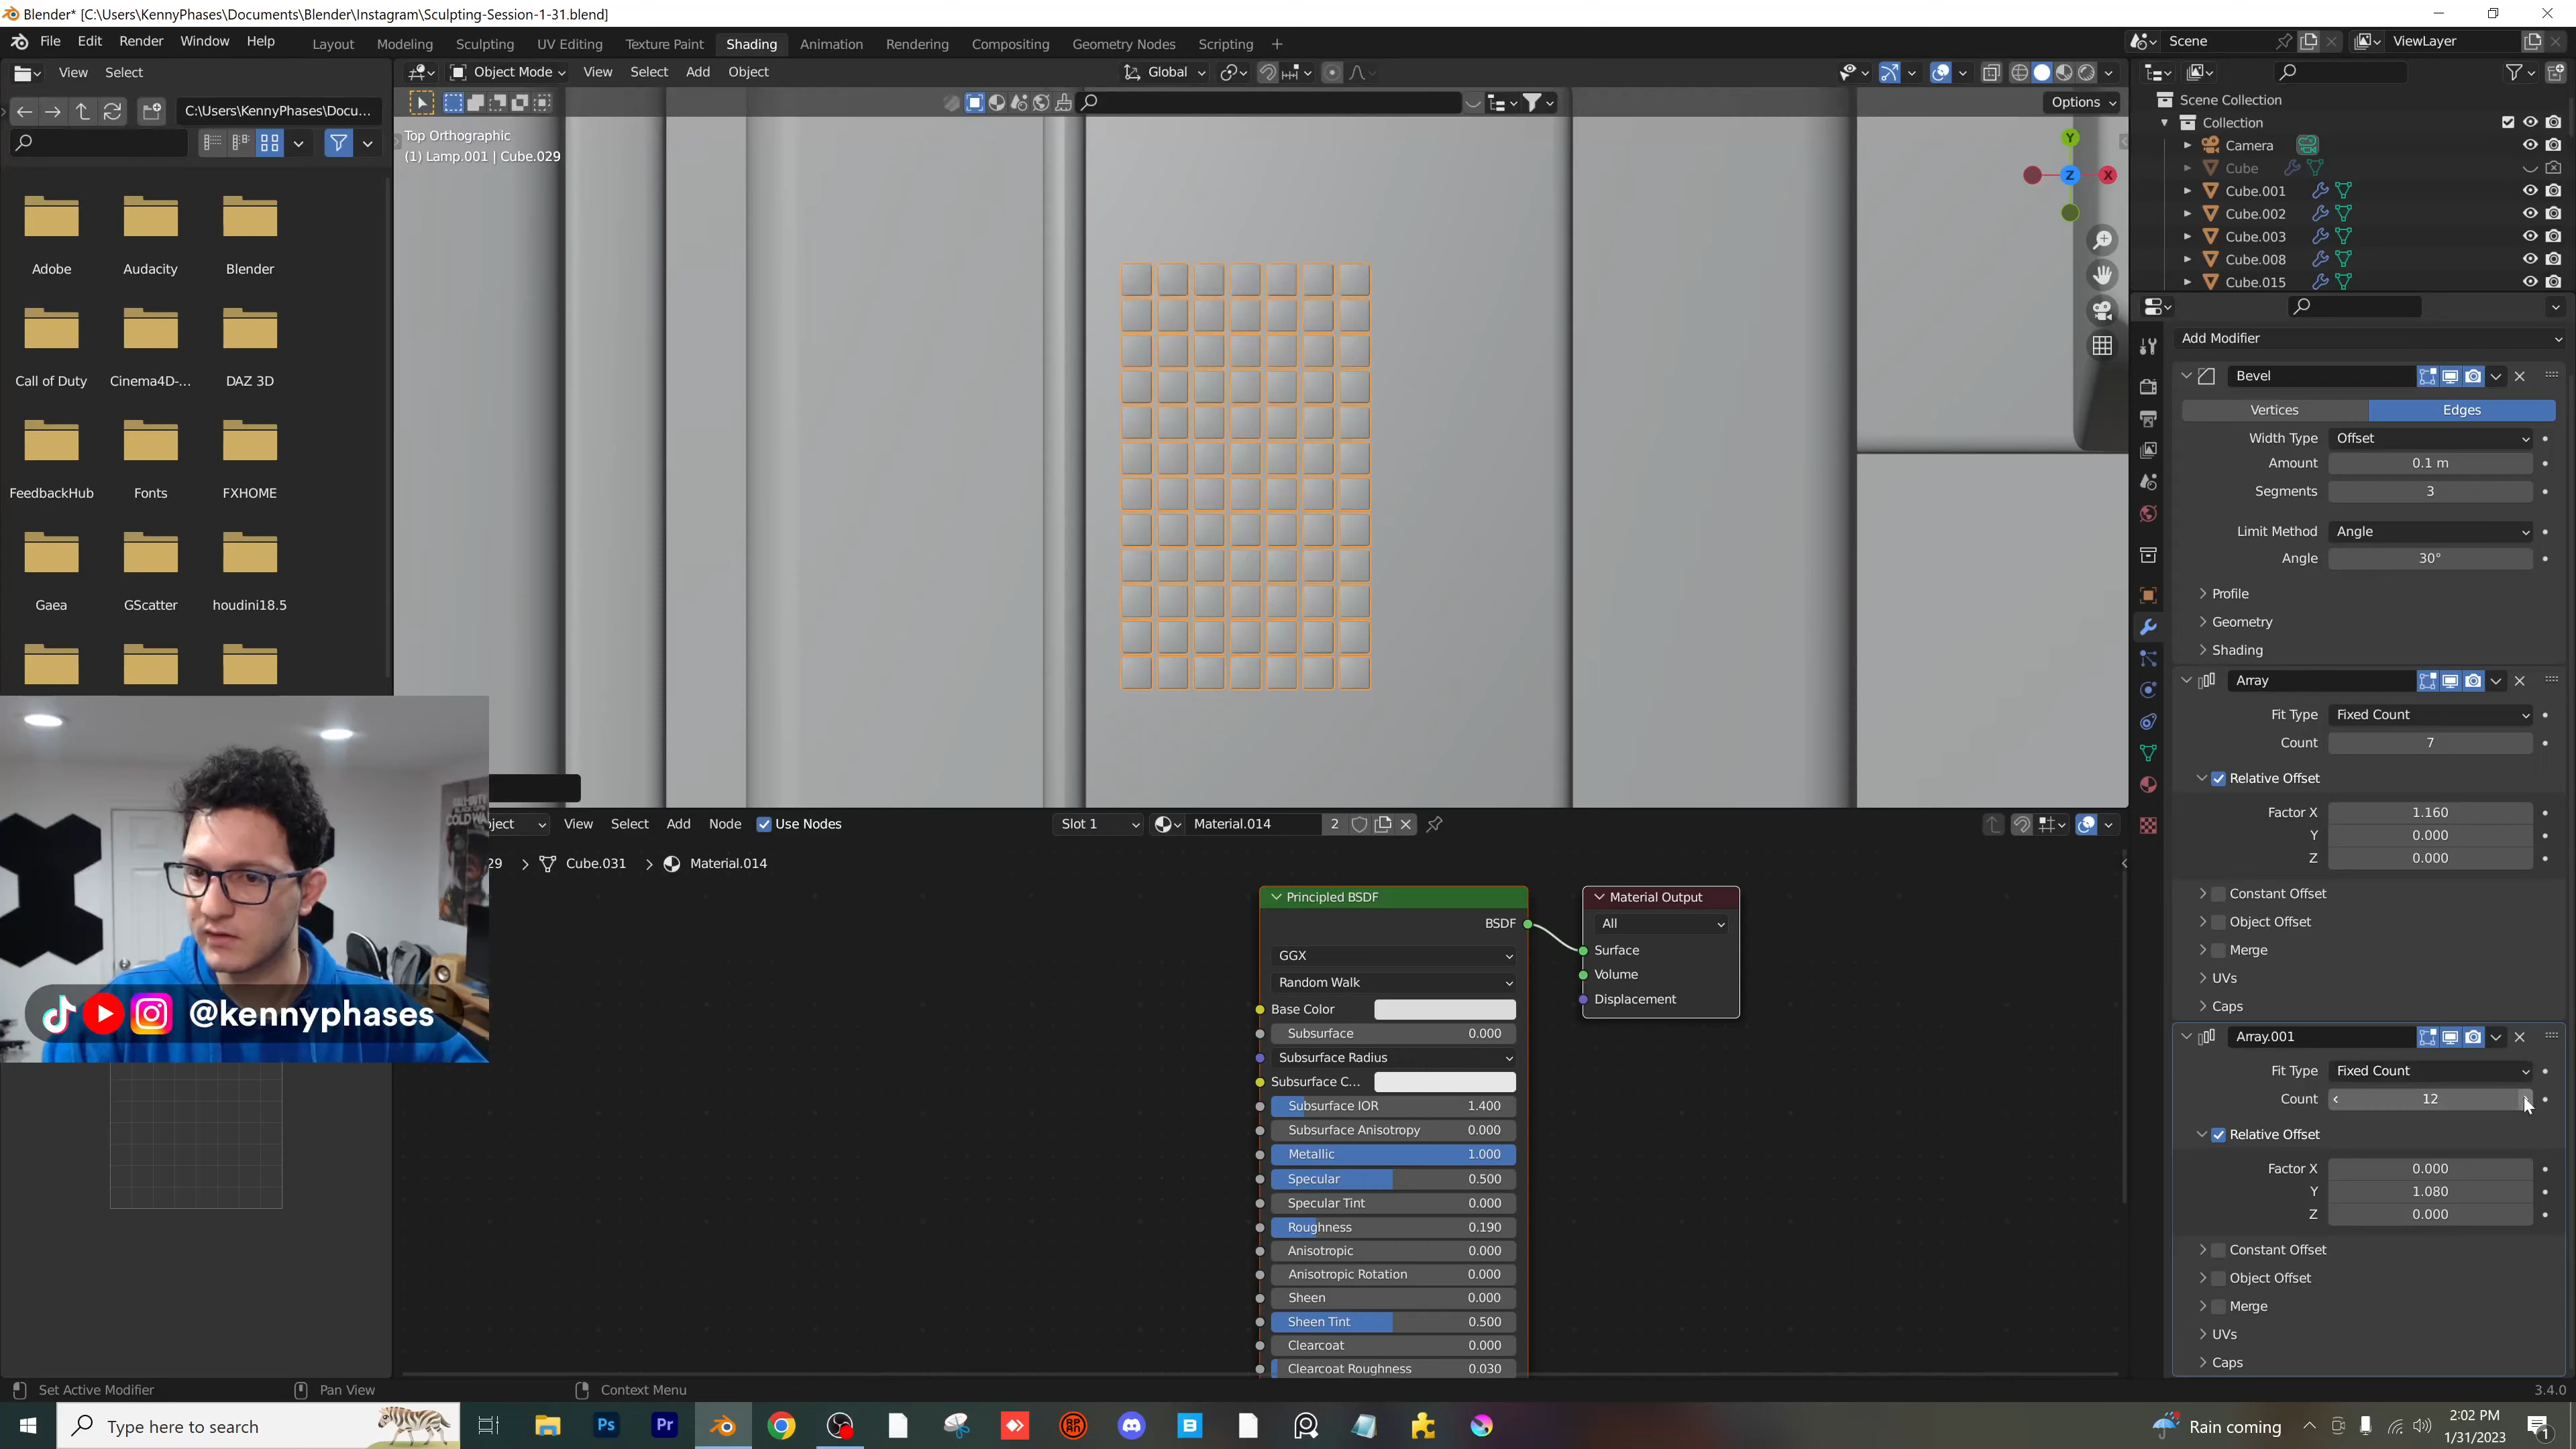 Blender* [C:\Users\KennyPhases\Documents\Blender\Instagram\Sculpting-Session-1-31.blend]
File Edit Render Window Help
Layout Modeling Sculpting UV Editing Texture Paint Shading Animation Rendering Compositing Geometry Nodes Scripting +
Scene ViewLayer
View Select
Object Mode View Select Add Object
Global
C:\Users\KennyPhases\Docu...
Options
Top Orthographic
(1) Lamp.001 | Cube.029
Y
Z
X
Scene Collection
Collection
Camera
Cube
Cube.001
Cube.002
Cube.003
Cube.008
Cube.015
Adobe Audacity Blender
Call of Duty Cinema4D-... DAZ 3D
FeedbackHub Fonts FXHOME
Gaea GScatter houdini18.5
Add Modifier
Bevel
Vertices Edges
Width Type Offset
Amount 0.1 m
Segments 3
Limit Method Angle
Angle 30°
Profile
Geometry
Shading
Array
Fit Type Fixed Count
Count 7
Relative Offset
Factor X 1.160
Y 0.000
Z 0.000
Constant Offset
Object Offset
Merge
UVs
Caps
Array.001
Fit Type Fixed Count
Count 12
Relative Offset
Factor X 0.000
Y 1.080
Z 0.000
Constant Offset
Object Offset
Merge
UVs
Caps
ject View Select Add Node Use Nodes
Slot 1 Material.014 2
29 Cube.031 Material.014
Principled BSDF
BSDF
GGX
Random Walk
Base Color
Subsurface 0.000
Subsurface Radius
Subsurface C...
Subsurface IOR 1.400
Subsurface Anisotropy 0.000
Metallic 1.000
Specular 0.500
Specular Tint 0.000
Roughness 0.190
Anisotropic 0.000
Anisotropic Rotation 0.000
Sheen 0.000
Sheen Tint 0.500
Clearcoat 0.000
Clearcoat Roughness 0.030
Material Output
All
Surface
Volume
Displacement
COLD WAR
@kennyphases
Set Active Modifier Pan View Context Menu
3.4.0
Type here to search
Ps
Pr
Rain coming
2:02 PM
1/31/2023
1